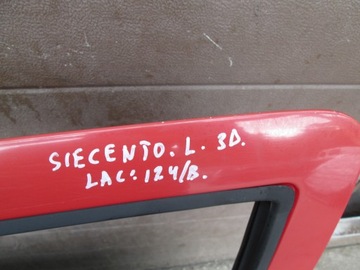 SIECENTO. L. 3D.
LAC: 124/B.